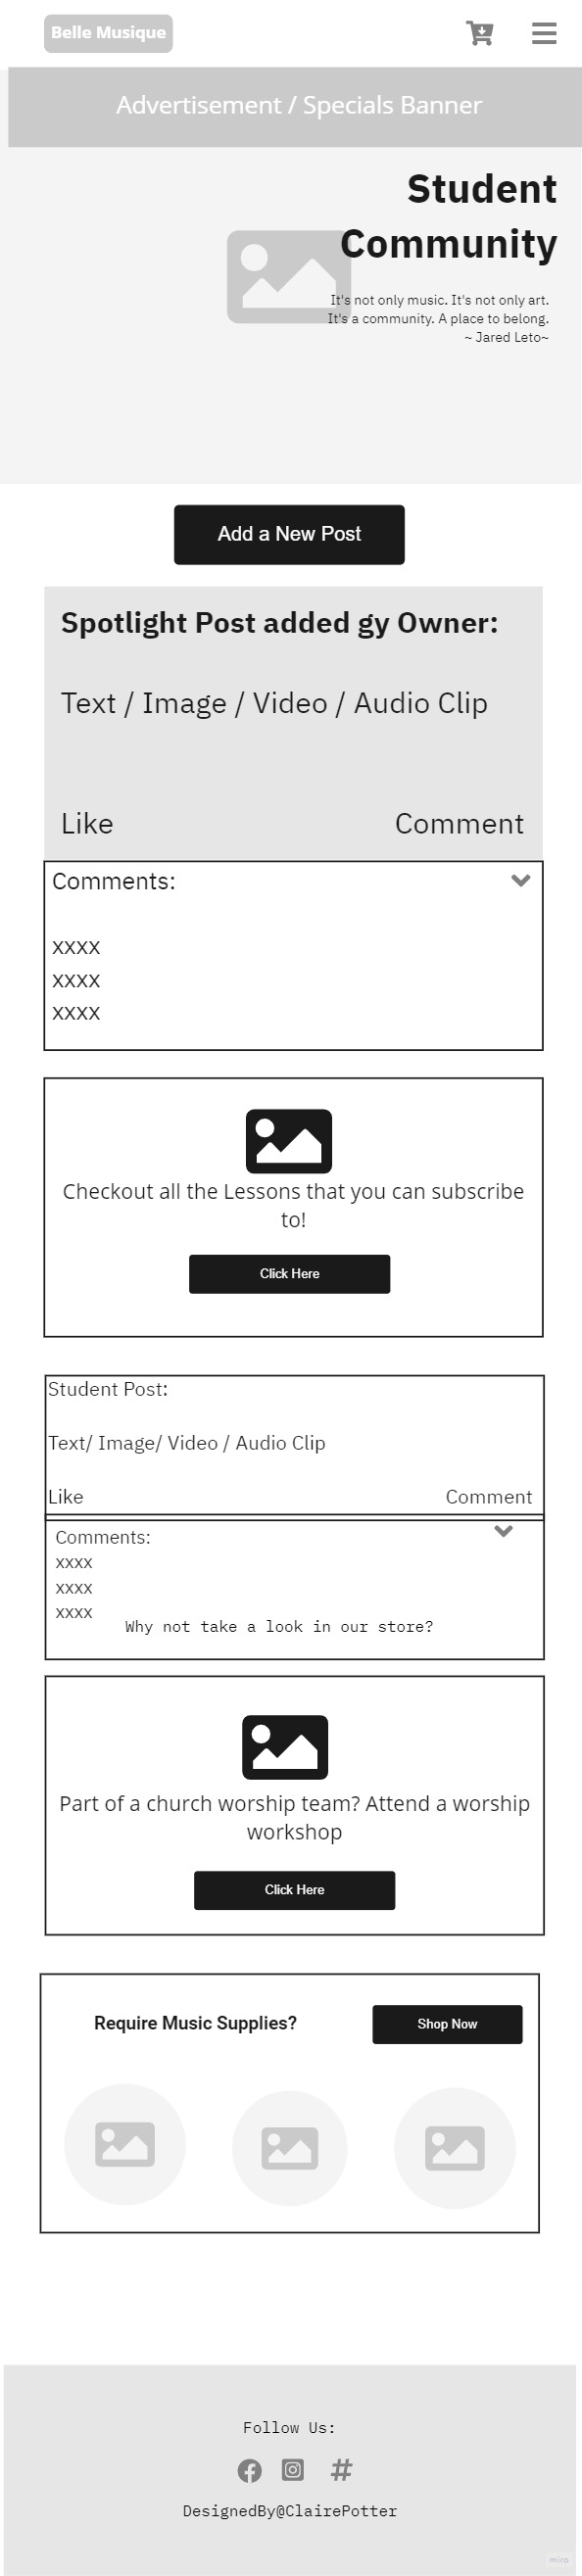 Belle Musique
Advertisement / Specials Banner
Student
Community
It's not only music. It's not only art.
It's a community. A place to belong.
~ Jared Leto~
Add a New Post
Spotlight Post added gy Owner:
Text / Image / Video / Audio Clip
Like Comment
Comments:
xxxx
xxxx
xxxx
Checkout all the Lessons that you can subscribe
to!
Click Here
Student Post:
Text/ Image/ Video / Audio Clip
Like Comment
Comments:
xxxx
xxxx
xxxx
Why not take a look in our store?
Part of a church worship team? Attend a worship
workshop
Click Here
Require Music Supplies?
Shop Now
Follow Us:
#
DesignedBy@ClairePotter
miro